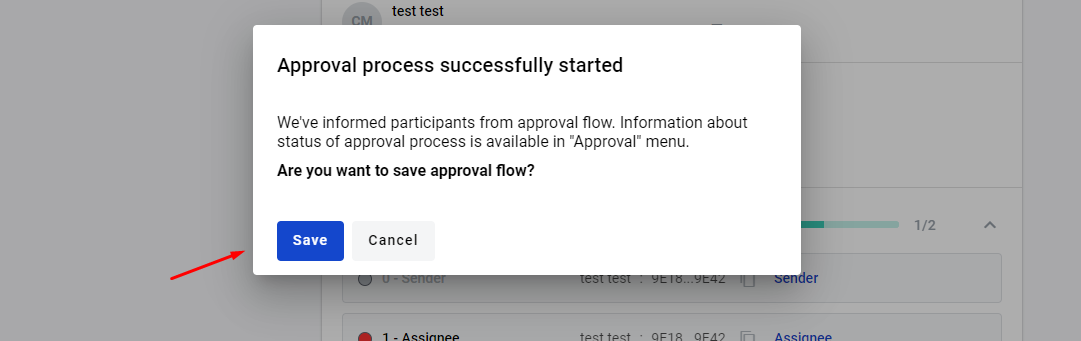 test test
CM
Approval process successfully started
We've informed participants from approval flow. Information about
status of approval process is available in "Approval" menu.
Are you want to save approval flow?
Save Cancel
1/2
0 - Sender test test : 9E18...9E42 Sender
1 - Assignee test test : 9E18...9E42 Assignee